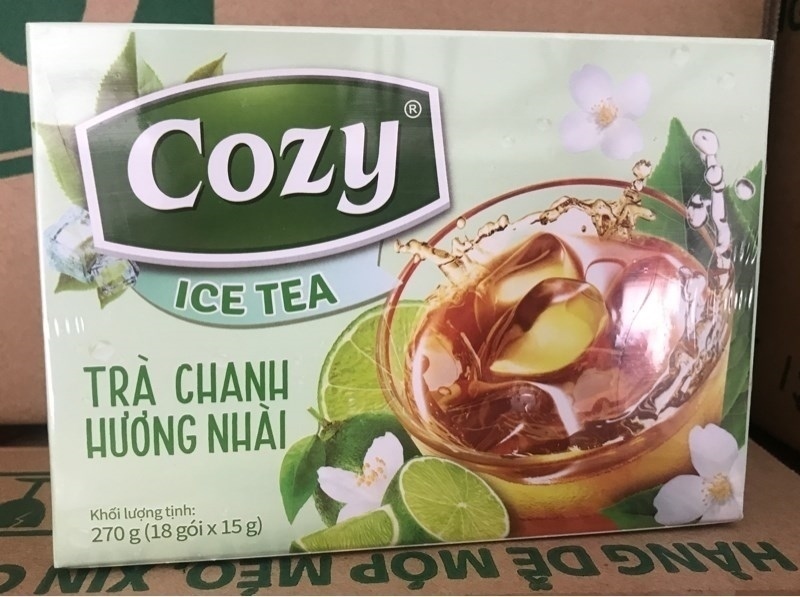 Cozy®
ICE TEA
TRÀ CHANH
HƯƠNG NHÀI
Khối lượng tịnh:
270 g (18 gói x 15 g)
HÀNG DỄ MÓP MÉO, XIN